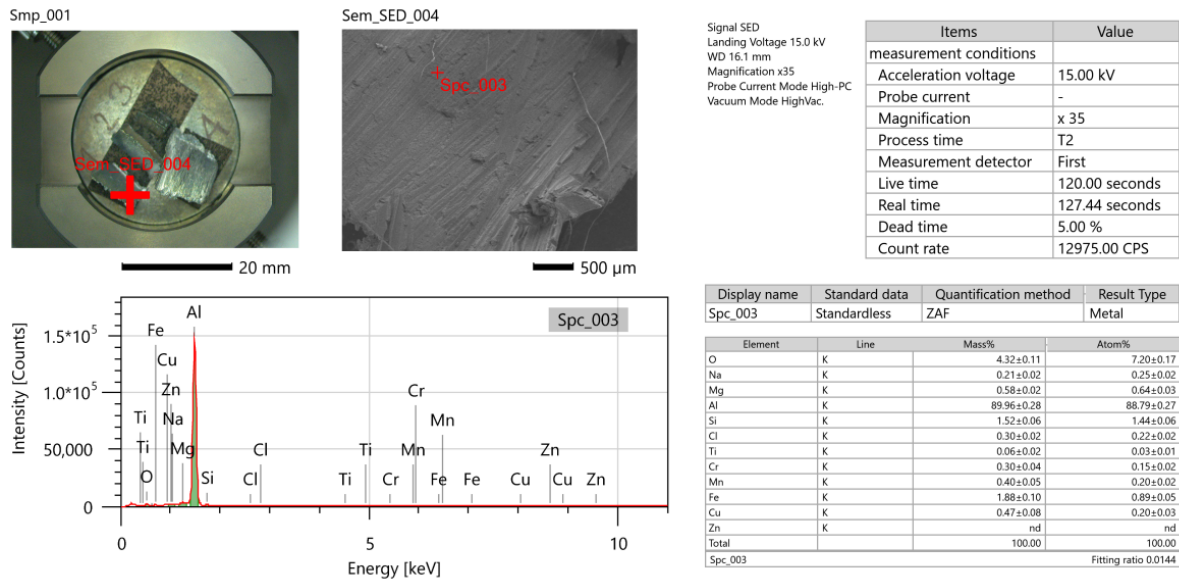 Smp_001
2 3
4
Sem_SED_004
20 mm
Sem_SED_004
Spc_003
500 µm
Signal SED
Landing Voltage 15.0 kV
WD 16.1 mm
Magnification x35
Probe Current Mode High-PC
Vacuum Mode HighVac.
Items Value
measurement conditions
Acceleration voltage 15.00 kV
Probe current -
Magnification x 35
Process time T2
Measurement detector First
Live time 120.00 seconds
Real time 127.44 seconds
Dead time 5.00 %
Count rate 12975.00 CPS
Intensity [Counts]
1.5*10⁵
1.0*10⁵
50,000
0
Al
Spc_003
Fe
Cu
Zn Cr
Ti Na Mn
Ti Mg Cl Ti Mn Zn
O Si Cl Ti Cr Fe Fe Cu Cu Zn
0 5 10
Energy [keV]
Display name Standard data Quantification method Result Type
Spc_003 Standardless ZAF Metal
Element Line Mass% Atom%
O K 4.32±0.11 7.20±0.17
Na K 0.21±0.02 0.25±0.02
Mg K 0.58±0.02 0.64±0.03
Al K 89.96±0.28 88.79±0.27
Si K 1.52±0.06 1.44±0.06
Cl K 0.30±0.02 0.22±0.02
Ti K 0.06±0.02 0.03±0.01
Cr K 0.30±0.04 0.15±0.02
Mn K 0.40±0.05 0.20±0.02
Fe K 1.88±0.10 0.89±0.05
Cu K 0.47±0.08 0.20±0.03
Zn K nd nd
Total 100.00 100.00
Spc_003 Fitting ratio 0.0144